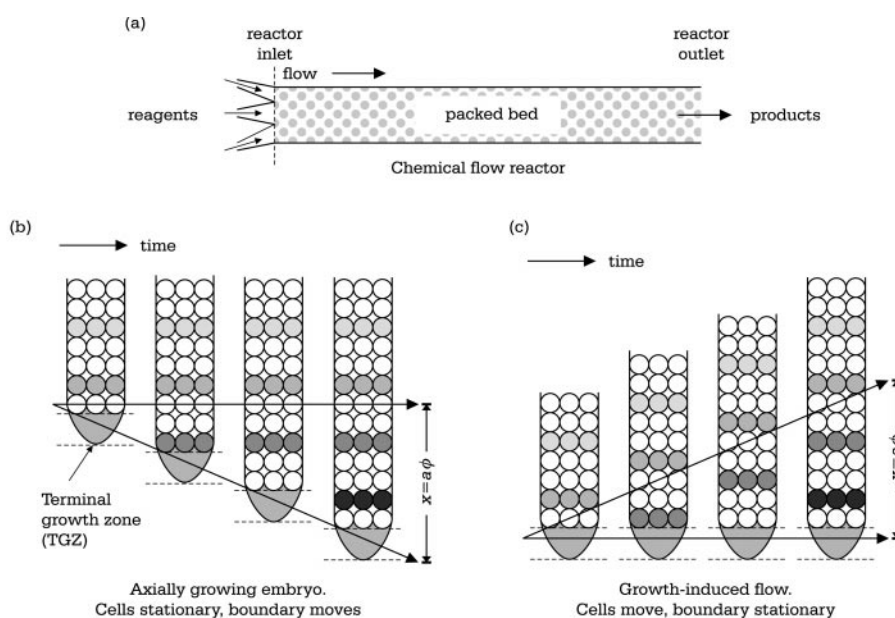 (a)
reactor
inlet
reactor
outlet
flow
reagents
packed bed
products
Chemical flow reactor
(b)
time
Terminal
growth zone
(TGZ)
x=aϕ
Axially growing embryo.
Cells stationary, boundary moves
(c)
time
x=aϕ
Growth-induced flow.
Cells move, boundary stationary